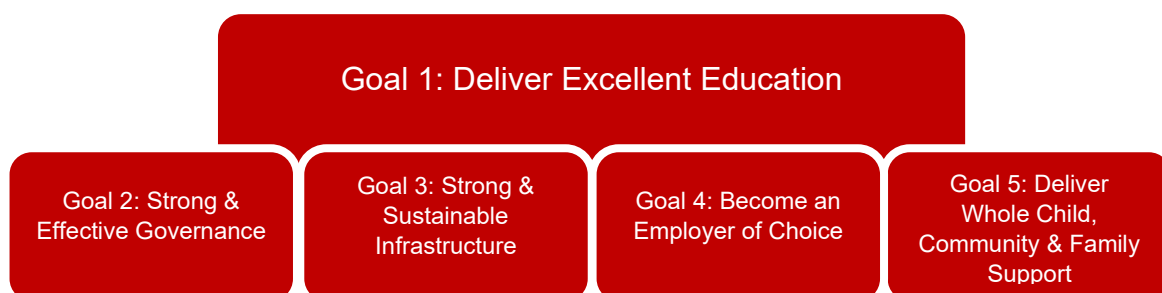 Goal 1: Deliver Excellent Education
Goal 2: Strong &
Effective Governance
Goal 3: Strong &
Sustainable
Infrastructure
Goal 4: Become an
Employer of Choice
Goal 5: Deliver
Whole Child,
Community & Family
Support